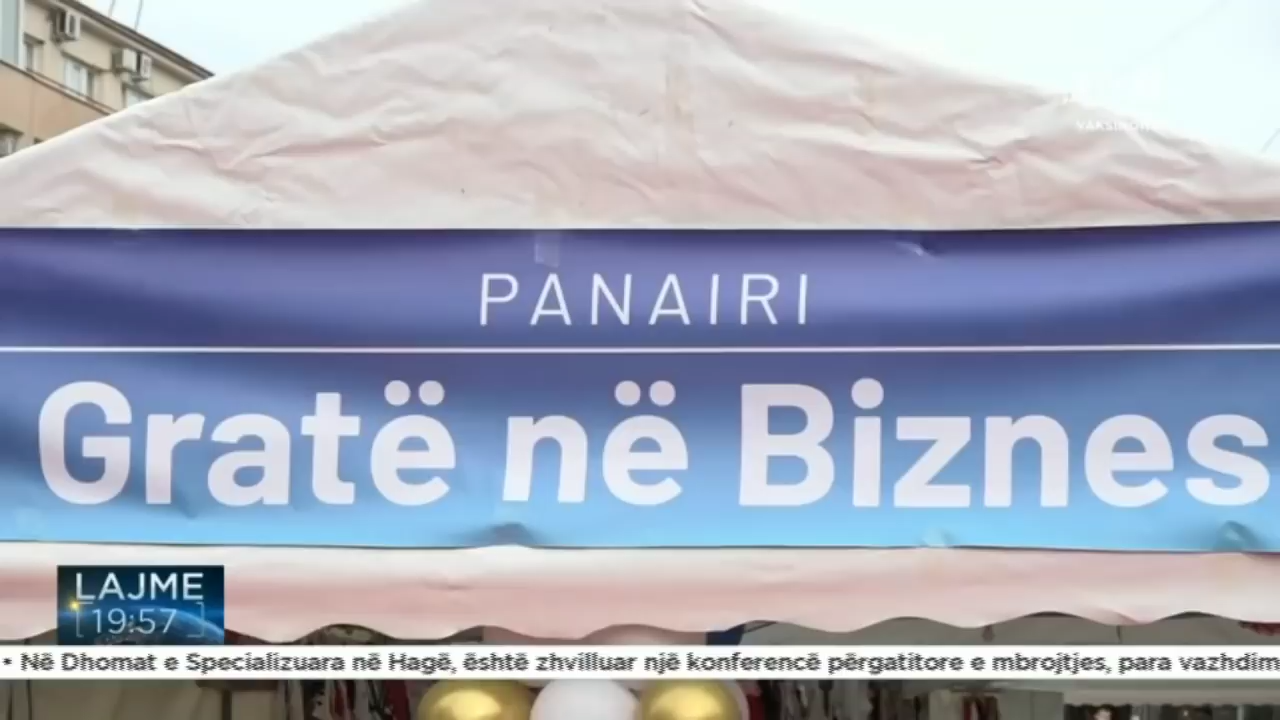 PANAIRI
Gratë në Biznes
LAJME
19:57
• Në Dhomat e Specializuara në Hagë, është zhvilluar një konferencë përgatitore e mbrojtjes, para vazhdim